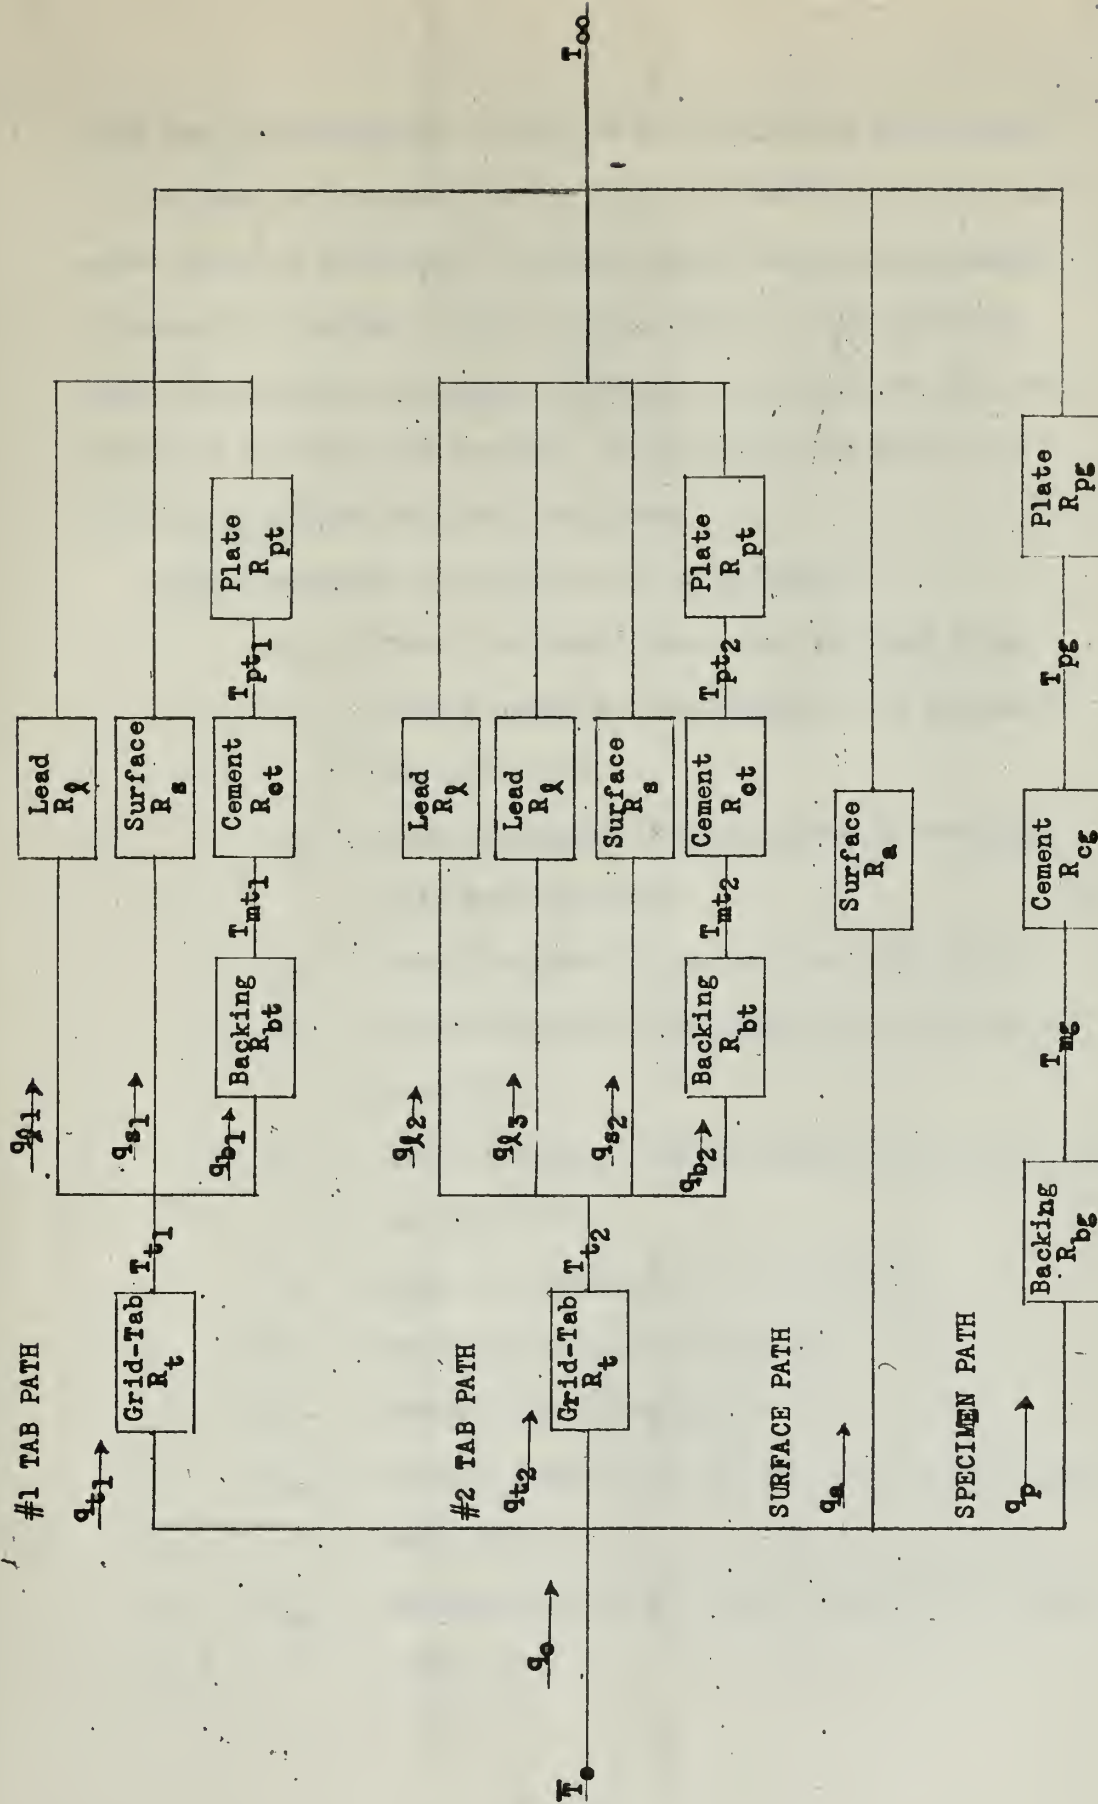 #1 TAB PATH
q_t1
Grid-Tab
R_t
T_t1
q_ℓ1
Lead
R_ℓ
q_s1
Surface
R_s
q_b1
Backing
R_bt
T_mt1
Cement
R_ct
T_pt1
Plate
R_pt
#2 TAB PATH
q_t2
Grid-Tab
R_t
T_t2
q_ℓ2
Lead
R_ℓ
q_ℓ3
Lead
R_ℓ
q_s2
Surface
R_s
q_b2
Backing
R_bt
T_mt2
Cement
R_ct
T_pt2
Plate
R_pt
T̅
q_o
T_∞
SURFACE PATH
q_a
Surface
R_a
SPECIMEN PATH
q_p
Backing
R_bg
T_mg
Cement
R_cg
T_pg
Plate
R_pg